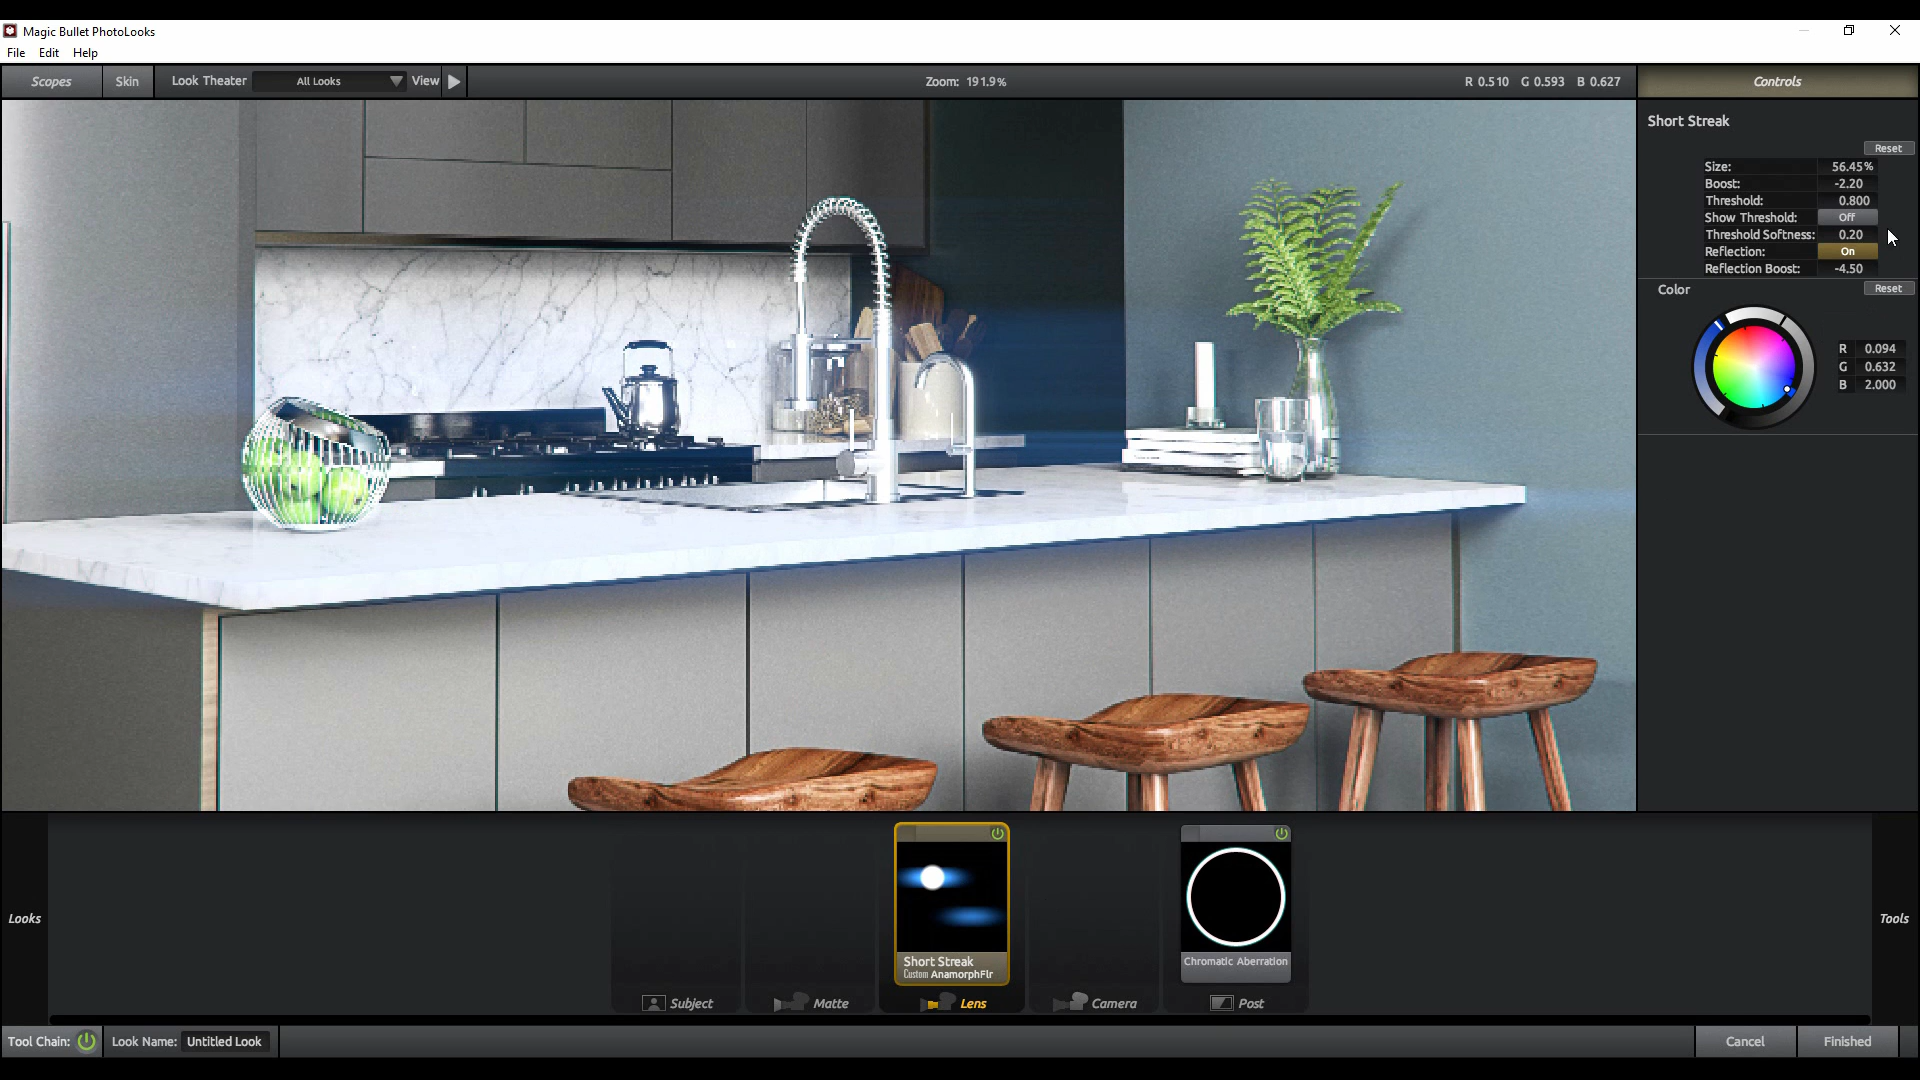 Magic Bullet PhotoLooks
File Edit Help
Scopes Skin Look Theater All Looks View Zoom: 191.9% R 0.510 G 0.593 B 0.627 Controls
Short Streak
Reset
Size: 56.45%
Boost: -2.20
Threshold: 0.800
Show Threshold: Off
Threshold Softness: 0.20
Reflection: On
Reflection Boost: -4.50
Color Reset
R 0.094
G 0.632
B 2.000
Looks
Short Streak
Custom AnamorphFlr
Chromatic Aberration
Tools
Subject Matte Lens Camera Post
Tool Chain: Look Name: Untitled Look Cancel Finished